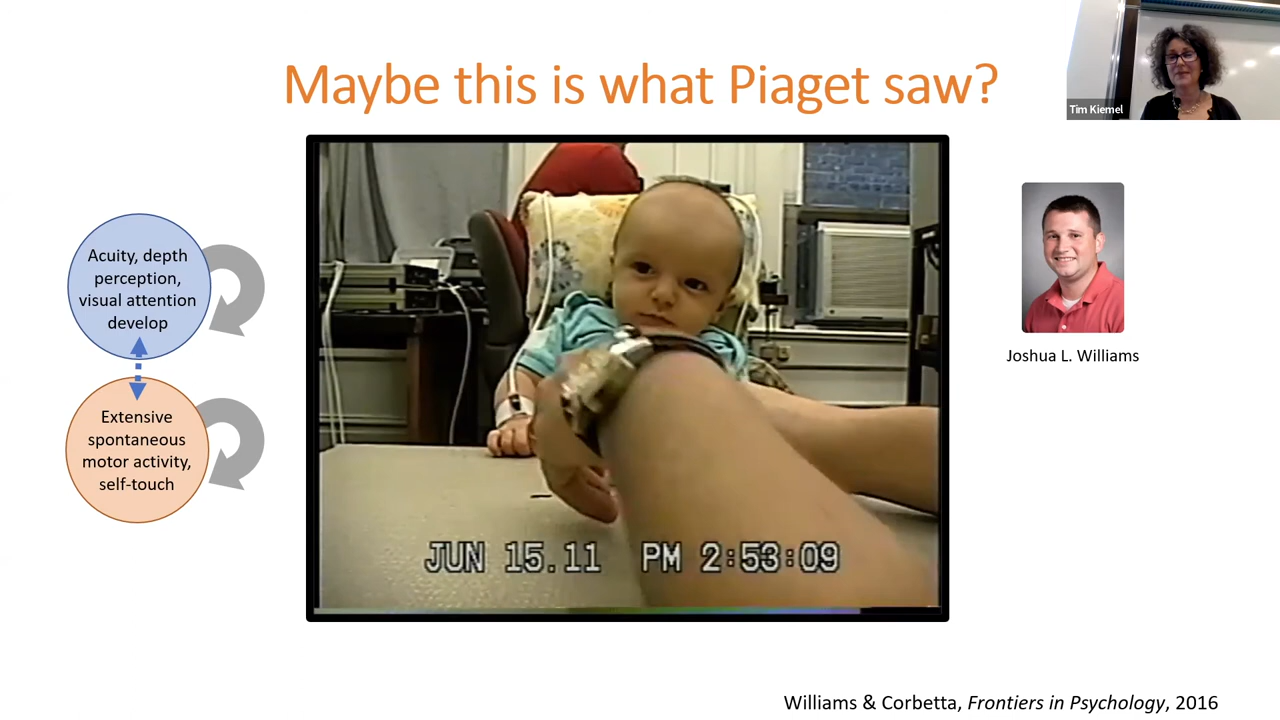 Maybe this is what Piaget saw?
Tim Kiemel
Acuity, depth
perception,
visual attention
develop
Extensive
spontaneous
motor activity,
self-touch
JUN 15.11 PM 2:53:09
Joshua L. Williams
Williams & Corbetta, Frontiers in Psychology, 2016